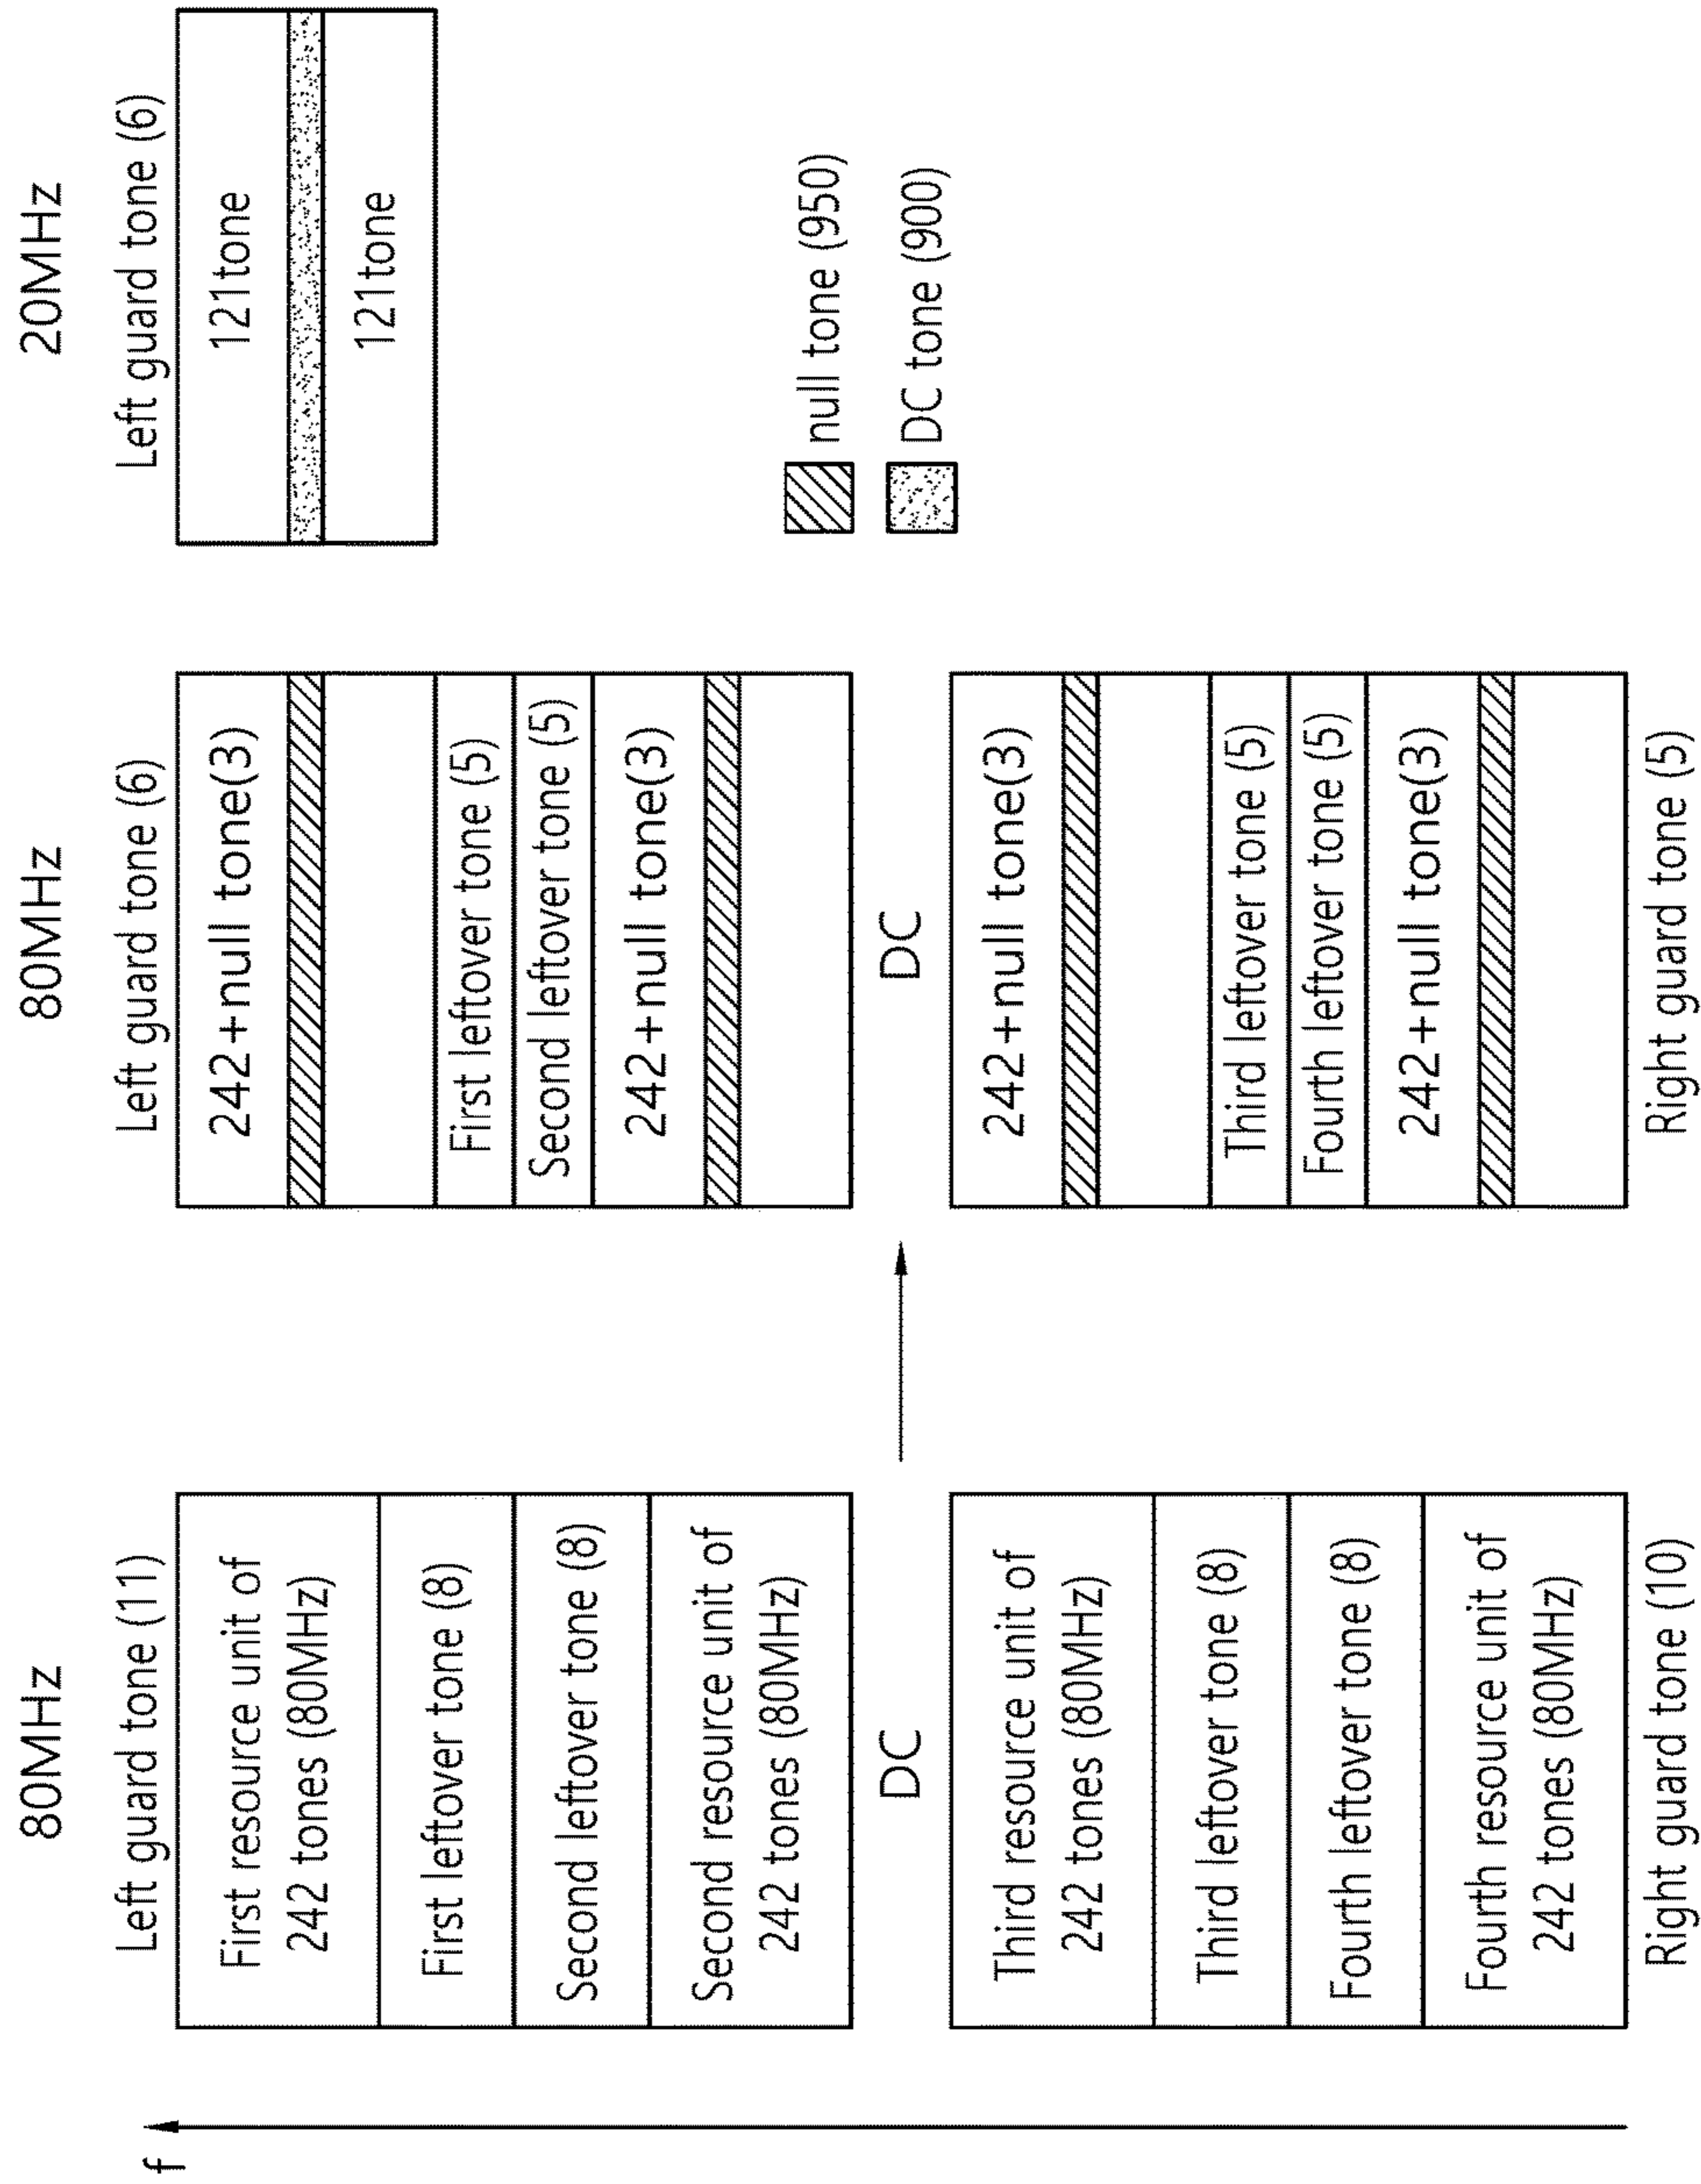 f
80MHz
Left guard tone (11)
First resource unit of
242 tones (80MHz)
First leftover tone (8)
Second leftover tone (8)
Second resource unit of
242 tones (80MHz)
DC
Third resource unit of
242 tones (80MHz)
Third leftover tone (8)
Fourth leftover tone (8)
Fourth resource unit of
242 tones (80MHz)
Right guard tone (10)
80MHz
Left guard tone (6)
242+null tone(3)
First leftover tone (5)
Second leftover tone (5)
242+null tone(3)
DC
242+null tone(3)
Third leftover tone (5)
Fourth leftover tone (5)
242+null tone(3)
Right guard tone (5)
20MHz
Left guard tone (6)
121tone
121tone
null tone (950)
DC tone (900)